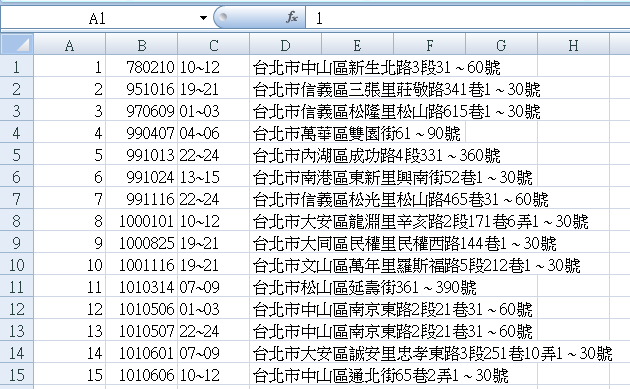 A1 fx 1
A B C D E F G H
1 1 780210 10~12 台北市中山區新生北路3段31~60號
2 2 951016 19~21 台北市信義區三張里莊敬路341巷1~30號
3 3 970609 01~03 台北市信義區松隆里松山路615巷1~30號
4 4 990407 04~06 台北市萬華區雙園街61~90號
5 5 991013 22~24 台北市內湖區成功路4段331~360號
6 6 991024 13~15 台北市南港區東新里興南街52巷1~30號
7 7 991116 22~24 台北市信義區松光里松山路465巷31~60號
8 8 1000101 10~12 台北市大安區龍淵里辛亥路2段171巷6弄1~30號
9 9 1000825 19~21 台北市大同區民權里民權西路144巷1~30號
10 10 1001116 19~21 台北市文山區萬年里羅斯福路5段212巷1~30號
11 11 1010314 07~09 台北市松山區延壽街361~390號
12 12 1010506 01~03 台北市中山區南京東路2段21巷31~60號
13 13 1010507 22~24 台北市中山區南京東路2段21巷31~60號
14 14 1010601 07~09 台北市大安區誠安里忠孝東路3段251巷10弄1~30號
15 15 1010606 10~12 台北市中山區通北街65巷2弄1~30號